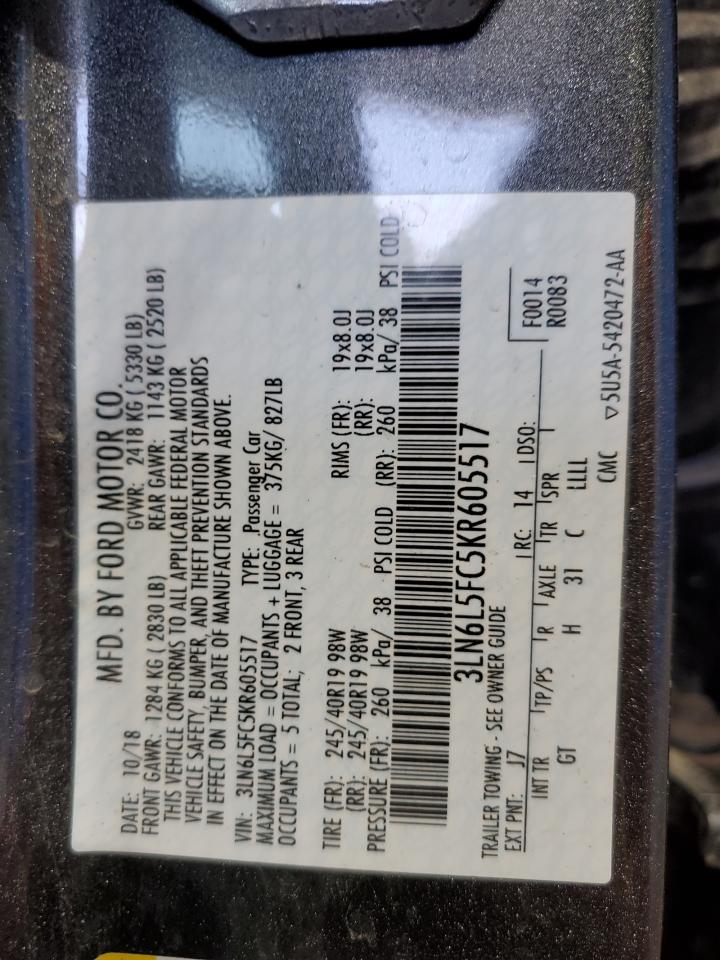 MFD. BY FORD MOTOR CO.
DATE: 10/18 GVWR: 2418 KG ( 5330 LB)
FRONT GAWR: 1284 KG ( 2830 LB) REAR GAWR: 1143 KG ( 2520 LB)
THIS VEHICLE CONFORMS TO ALL APPLICABLE FEDERAL MOTOR
VEHICLE SAFETY, BUMPER, AND THEFT PREVENTION STANDARDS
IN EFFECT ON THE DATE OF MANUFACTURE SHOWN ABOVE.
VIN: 3LN6L5FC5KR605517 TYPE: Passenger Car
MAXIMUM LOAD = OCCUPANTS + LUGGAGE = 375KG/ 827LB
OCCUPANTS = 5 TOTAL; 2 FRONT, 3 REAR
TIRE (FR): 245/40R19 98W RIMS (FR): 19x8.0J
(RR): 245/40R19 98W (RR): 19x8.0J
PRESSURE (FR): 260 kPa/ 38 PSI COLD (RR): 260 kPa/ 38 PSI COLD
3LN6L5FC5KR605517
TRAILER TOWING - SEE OWNER GUIDE
EXT PNT: J7 RC: 14 DSO: F0014
R0083
INT TR TP/PS R AXLE TR SPR
GT H 31 C LLLL
CMC ▽5U5A-5420472-AA